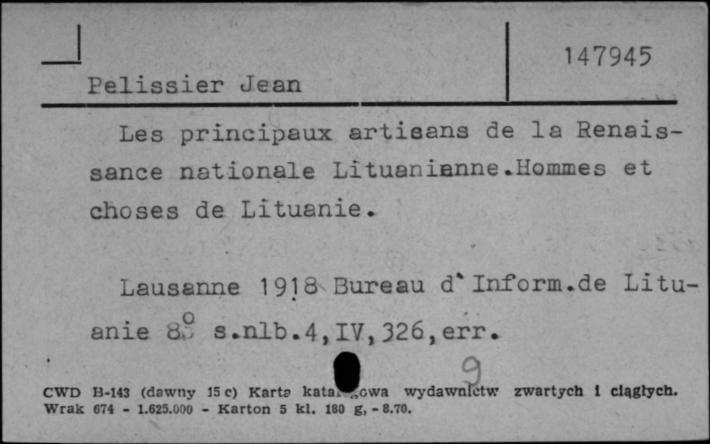 147945
Pelissier Jean
Les principaux artisans de la Renais-
sance nationale Lituanienne.Hommes et
choses de Lituanie.
Lausanne 1918 Bureau d`Inform.de Litu-
anie 8° s.nlb.4,IV,326,err.
9
CWD B-143 (dawny 15 c) Karta katalogowa wydawnictw zwartych i ciągłych.
Wrak 674 - 1.625.000 - Karton 5 kl. 180 g, - 8.70.